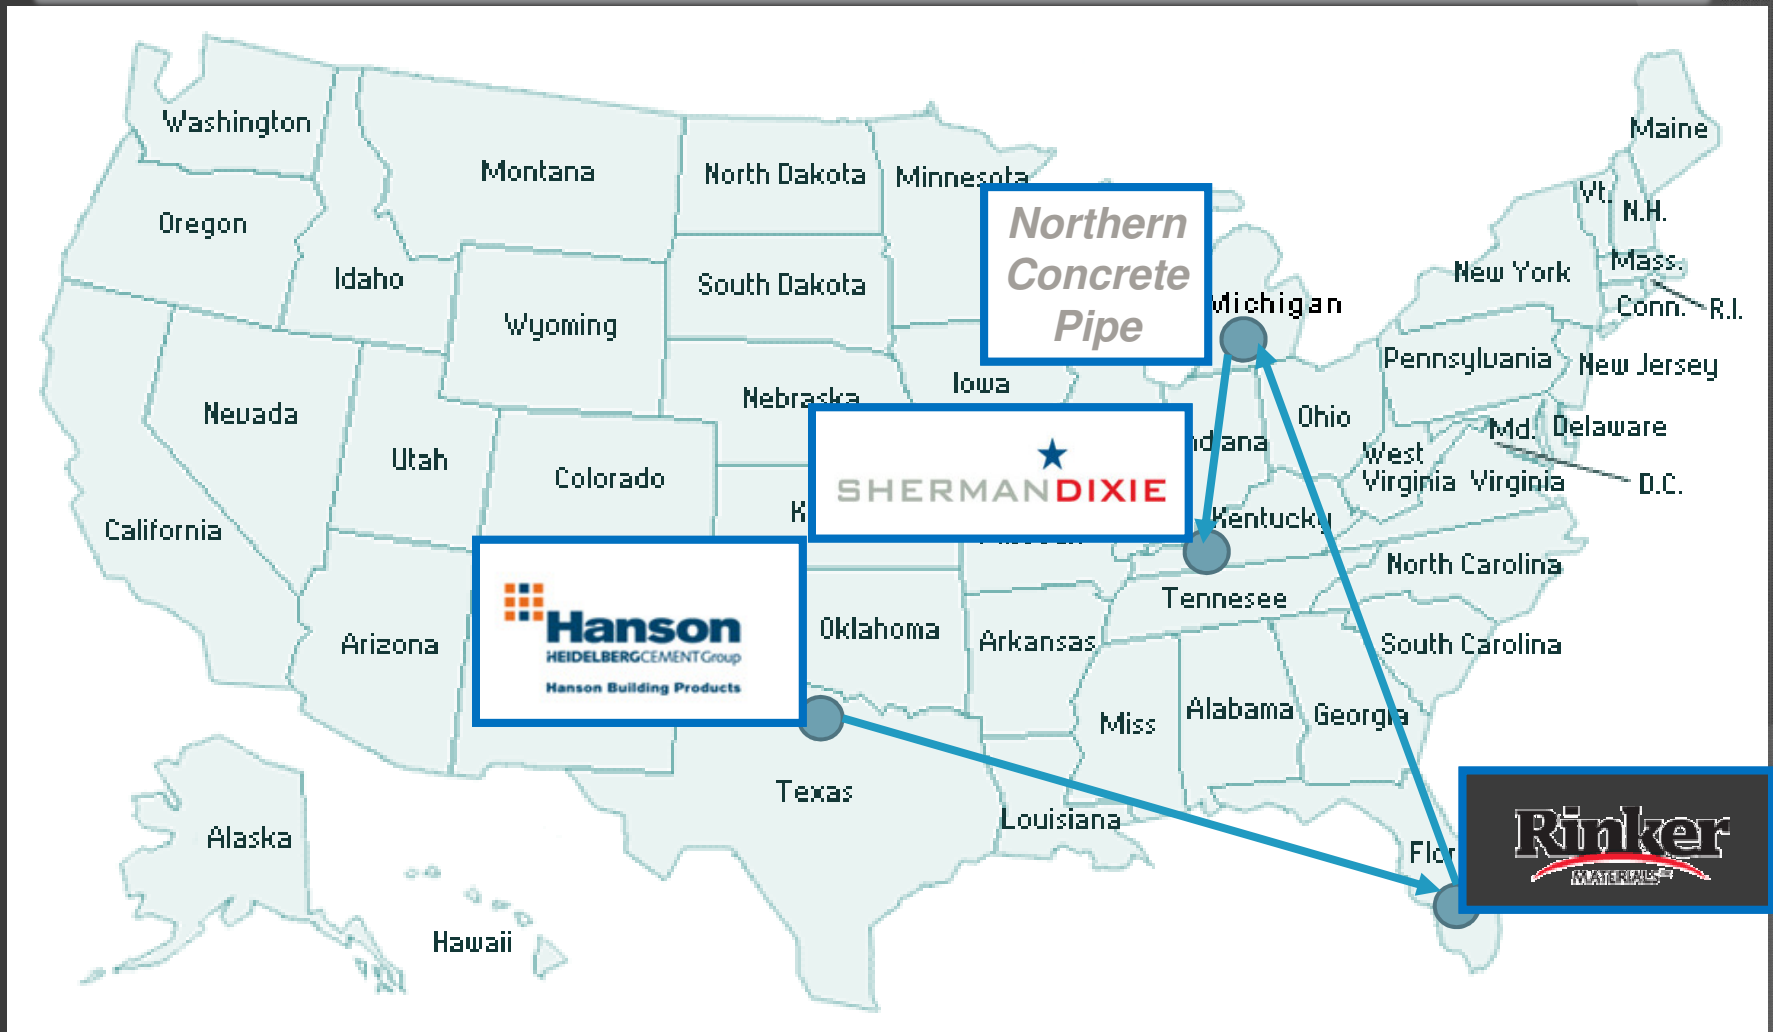 Washington
Montana
North Dakota
Minnesota
Maine
Vt.
N.H.
Oregon
Idaho
South Dakota
Northern
Concrete
Pipe
Michigan
New York
Mass.
Conn.
R.I.
Wyoming
Nebraska
Iowa
Pennsylvania
New Jersey
Nevada
Utah
Colorado
Ohio
Md.
Delaware
West
Virginia
Virginia
D.C.
SHERMANDIXIE
Kentucky
California
North Carolina
Tennesee
Arizona
Hanson
HEIDELBERGCEMENTGroup
Hanson Building Products
Oklahoma
Arkansas
South Carolina
Miss
Alabama
Georgia
Texas
Louisiana
Flor
Rinker
MATERIALS
Alaska
Hawaii